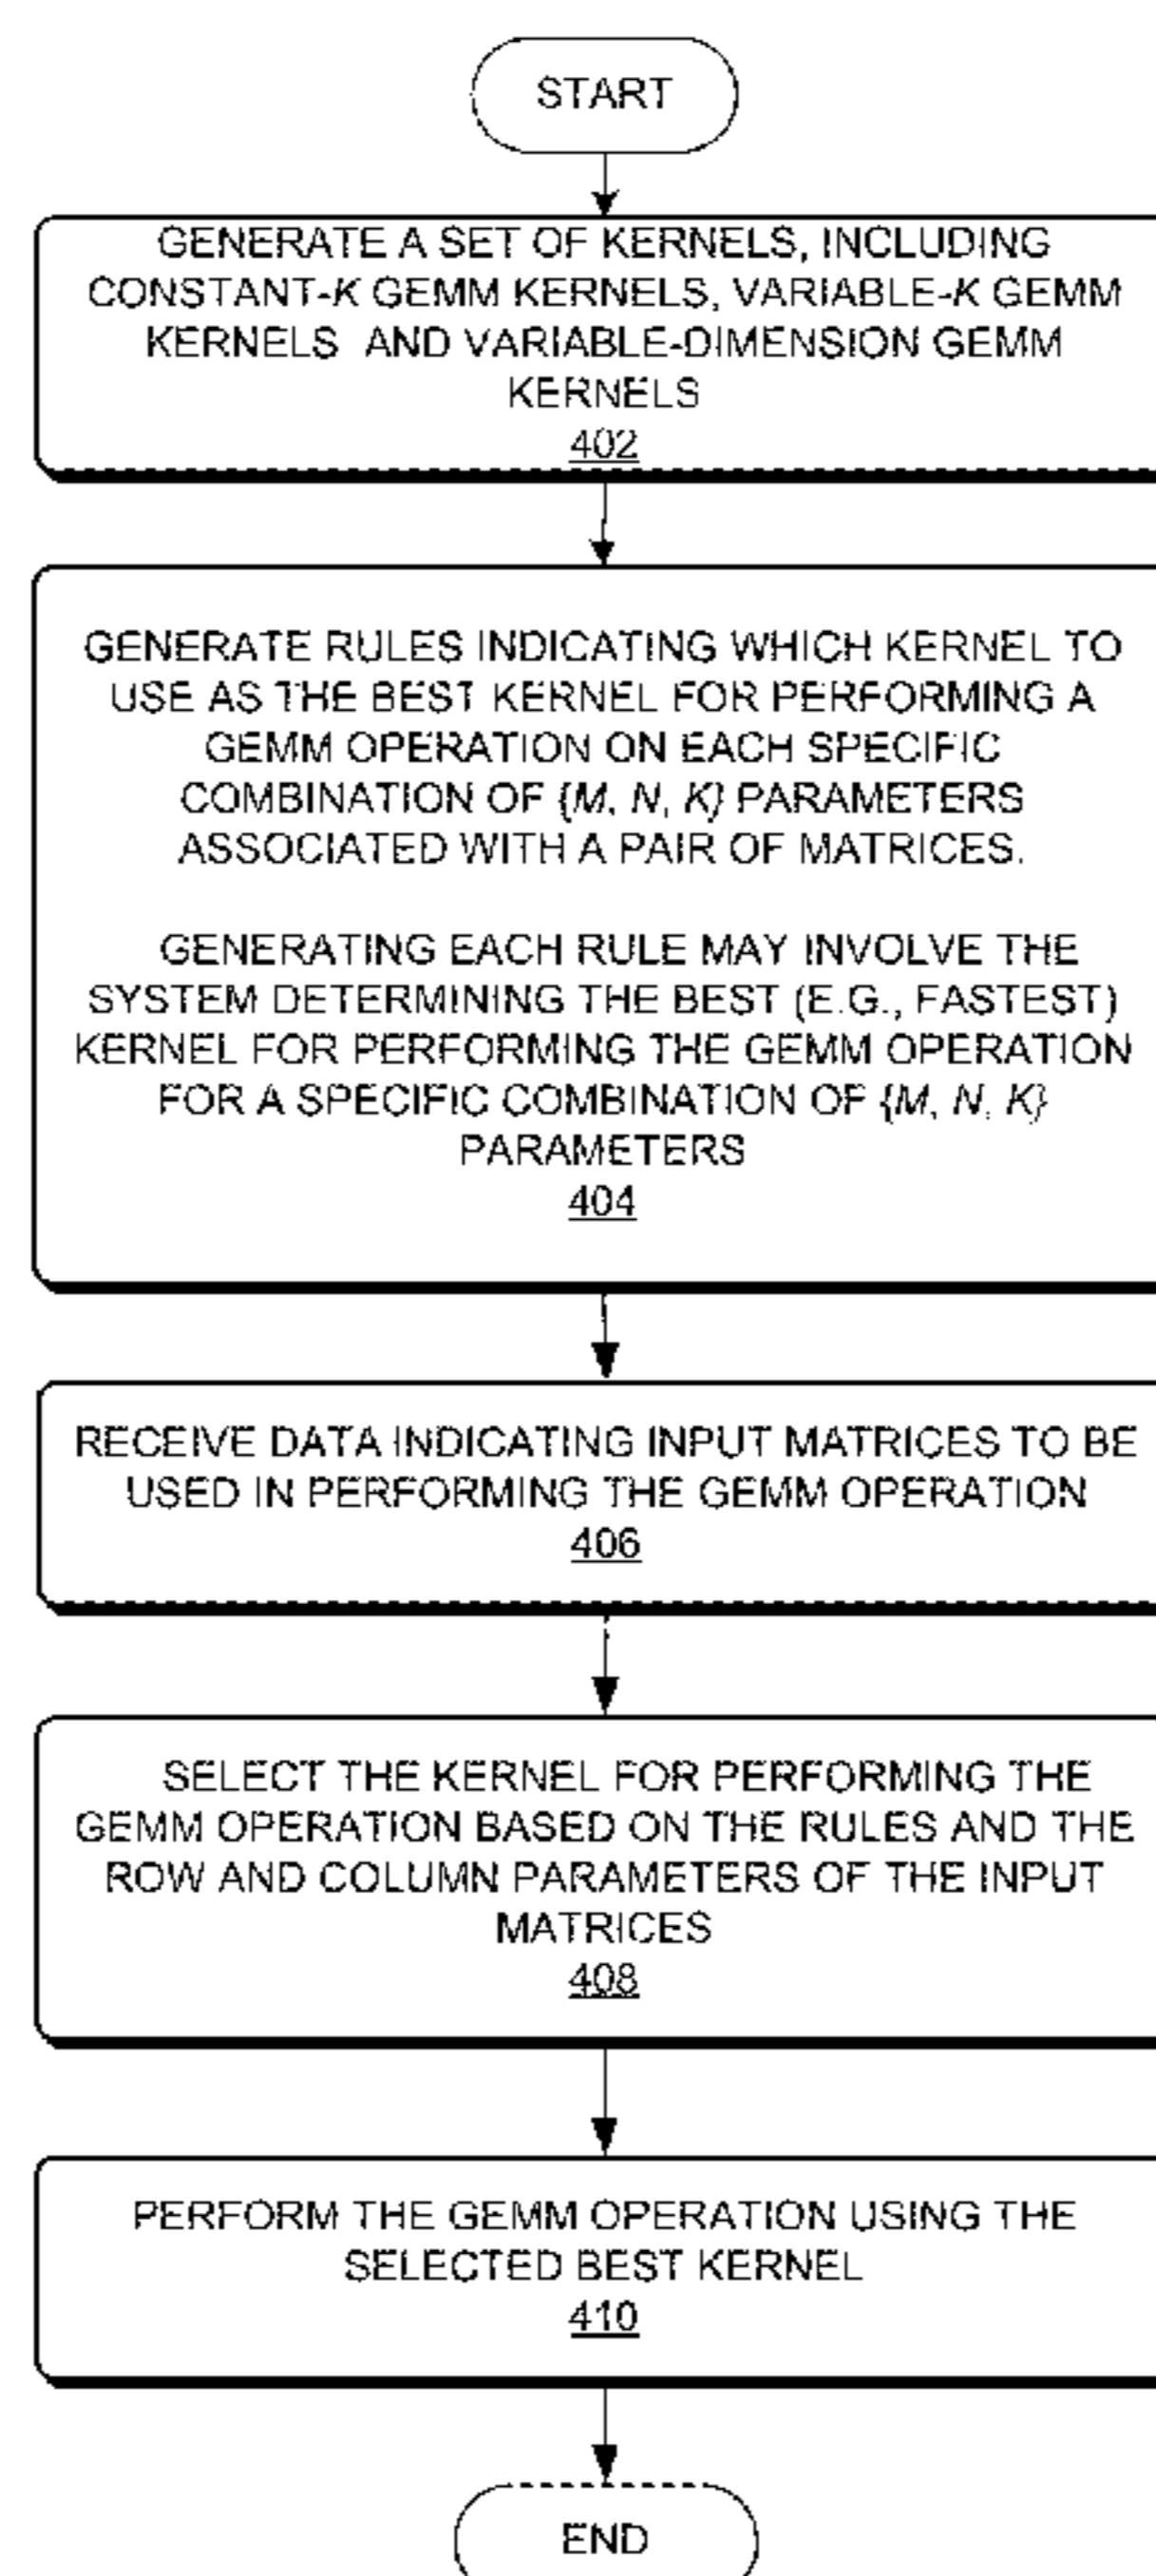 START
GENERATE A SET OF KERNELS, INCLUDING
CONSTANT-K GEMM KERNELS, VARIABLE-K GEMM
KERNELS AND VARIABLE-DIMENSION GEMM
KERNELS
402
GENERATE RULES INDICATING WHICH KERNEL TO
USE AS THE BEST KERNEL FOR PERFORMING A
GEMM OPERATION ON EACH SPECIFIC
COMBINATION OF {M, N, K} PARAMETERS
ASSOCIATED WITH A PAIR OF MATRICES.
GENERATING EACH RULE MAY INVOLVE THE
SYSTEM DETERMINING THE BEST (E.G., FASTEST)
KERNEL FOR PERFORMING THE GEMM OPERATION
FOR A SPECIFIC COMBINATION OF {M, N, K}
PARAMETERS
404
RECEIVE DATA INDICATING INPUT MATRICES TO BE
USED IN PERFORMING THE GEMM OPERATION
406
SELECT THE KERNEL FOR PERFORMING THE
GEMM OPERATION BASED ON THE RULES AND THE
ROW AND COLUMN PARAMETERS OF THE INPUT
MATRICES
408
PERFORM THE GEMM OPERATION USING THE
SELECTED BEST KERNEL
410
END